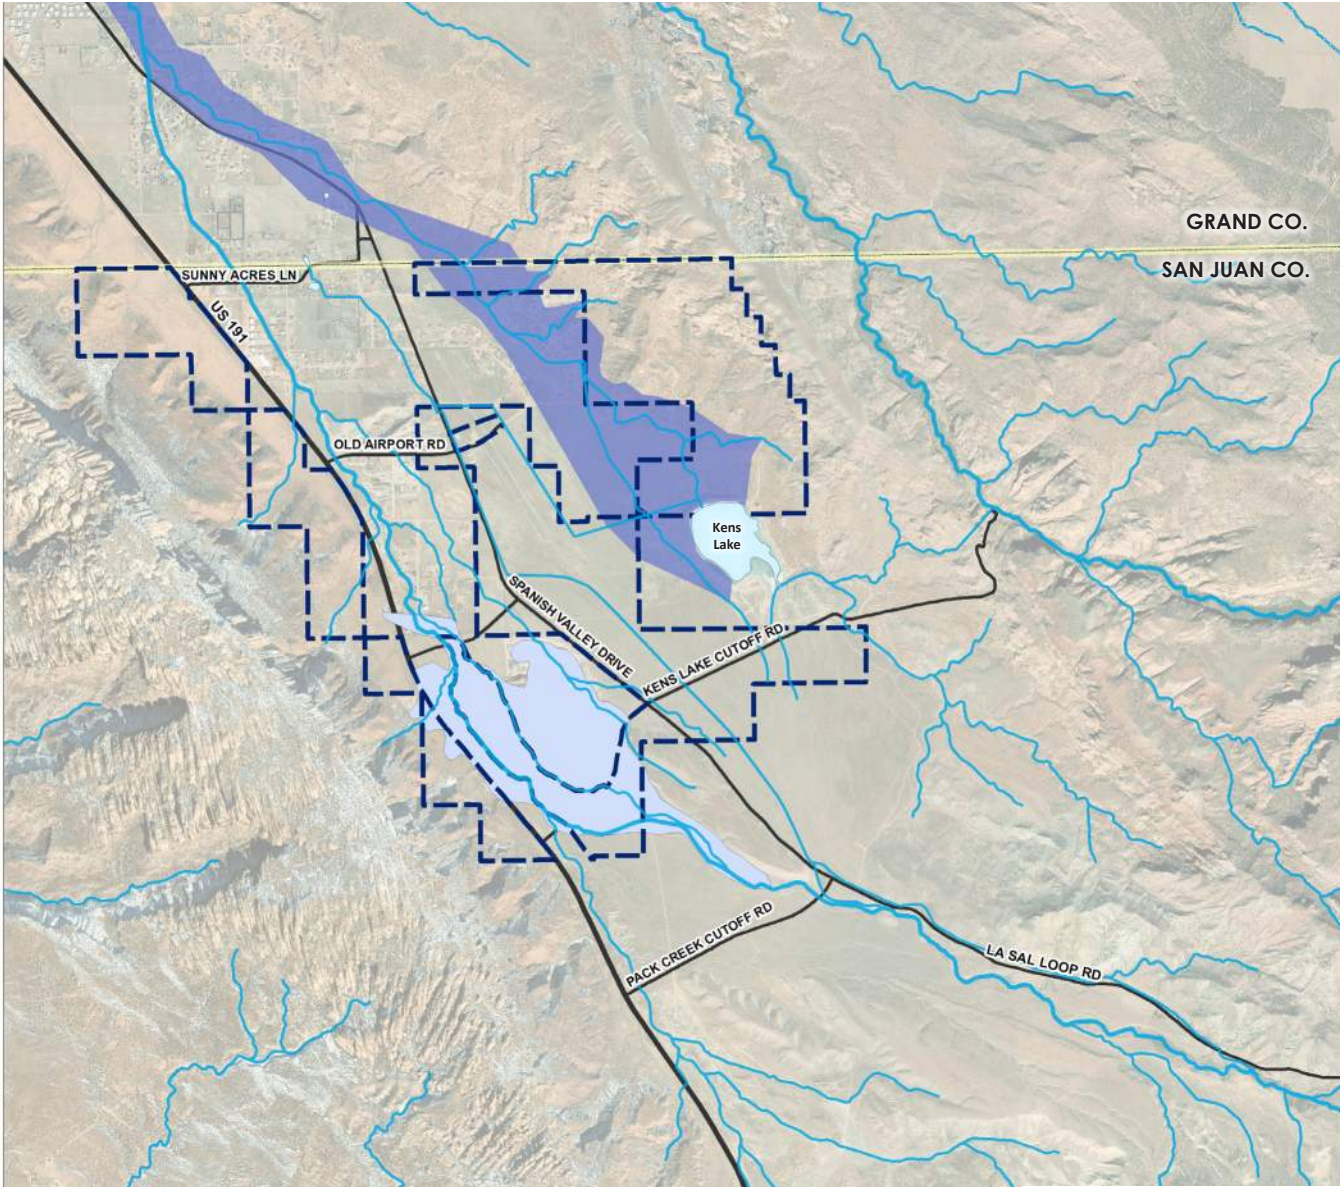 GRAND CO.
SAN JUAN CO.
SUNNY ACRES LN
US 191
OLD AIRPORT RD
Kens
Lake
SPANISH VALLEY DRIVE
KENS LAKE CUTOFF RD
PACK CREEK CUTOFF RD
LA SAL LOOP RD